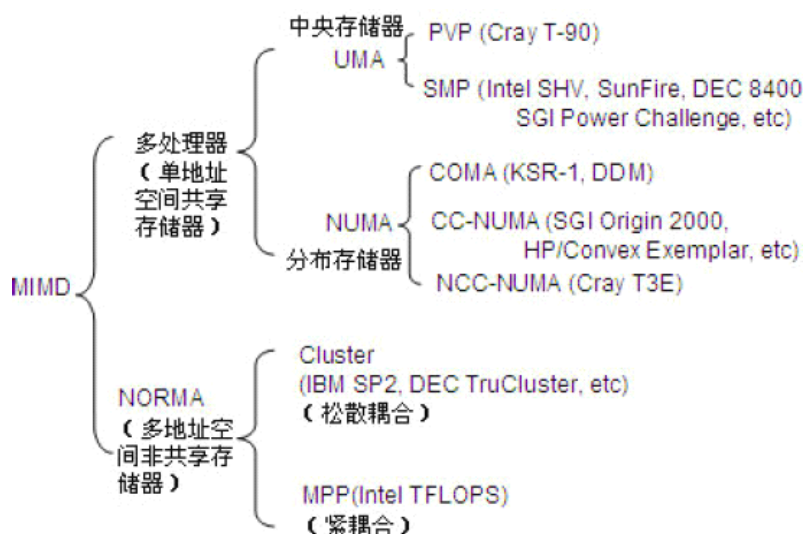 中央存储器
UMA
PVP (Cray T-90)
SMP (Intel SHV, SunFire, DEC 8400
SGI Power Challenge, etc)
多处理器
(单地址
空间共享
存储器)
COMA (KSR-1, DDM)
NUMA
CC-NUMA (SGI Origin 2000,
HP/Convex Exemplar, etc)
分布存储器
NCC-NUMA (Cray T3E)
MIMD
Cluster
(IBM SP2, DEC TruCluster, etc)
(松散耦合)
NORMA
(多地址空
间非共享存
储器)
MPP(Intel TFLOPS)
(紧耦合)